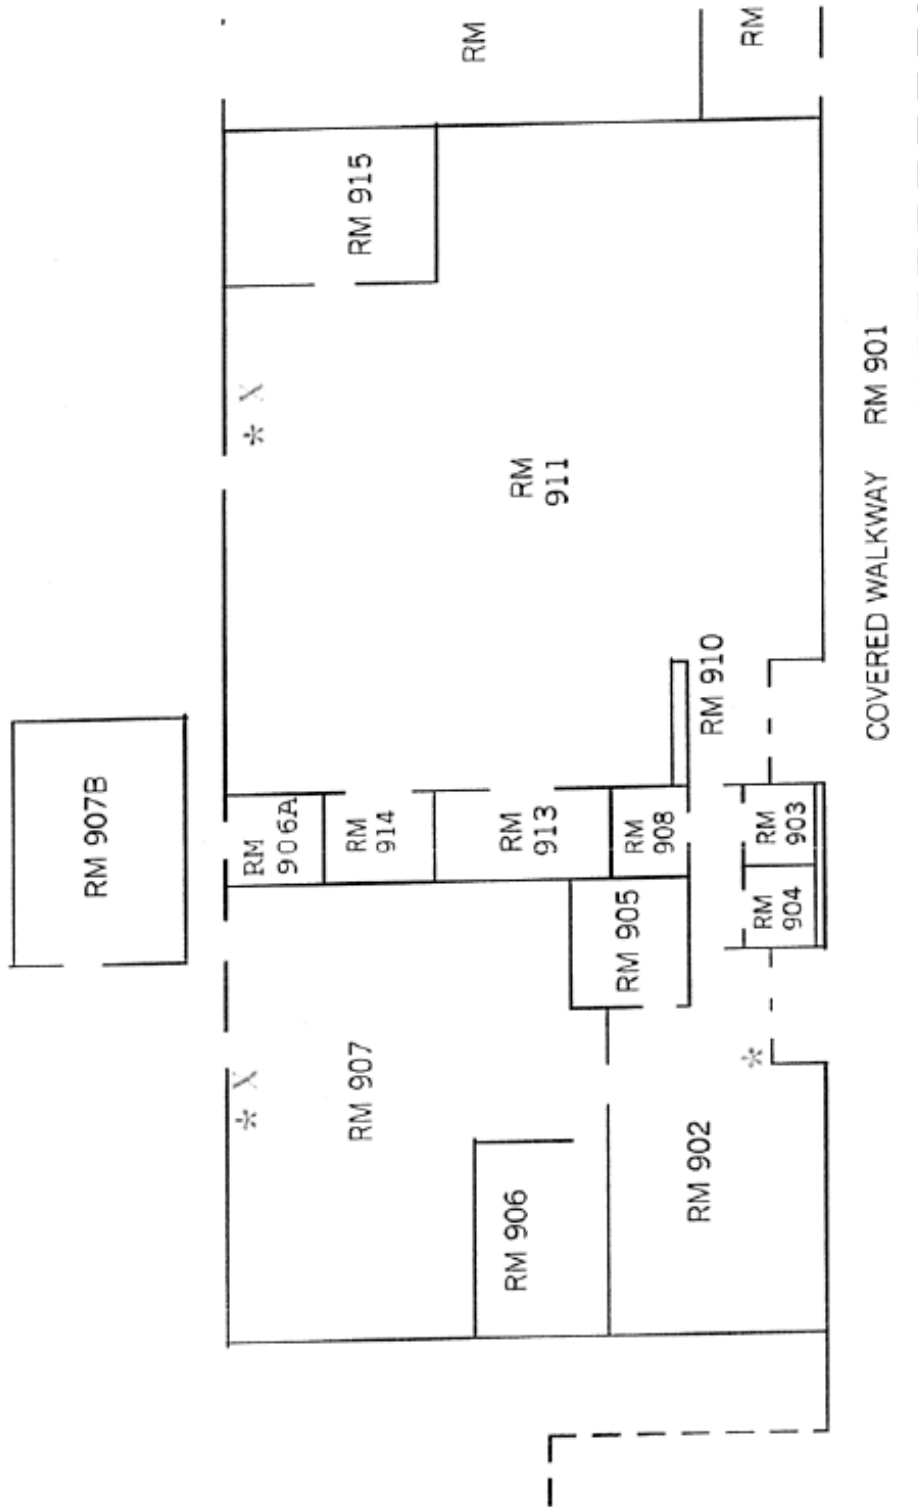 RM 907B
* X
RM
906A
* X
RM 907
RM
914
RM 915
RM
RM 906
RM
913
RM
911
RM 905
RM
908
RM 902
RM 910
RM
*
RM
904
RM
903
COVERED WALKWAY RM 901